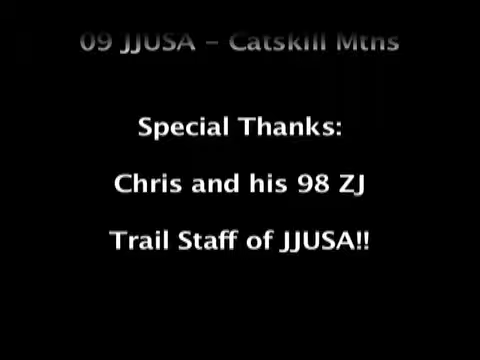 09 JJUSA - Catskill Mtns
Special Thanks:
Chris and his 98 ZJ
Trail Staff of JJUSA!!